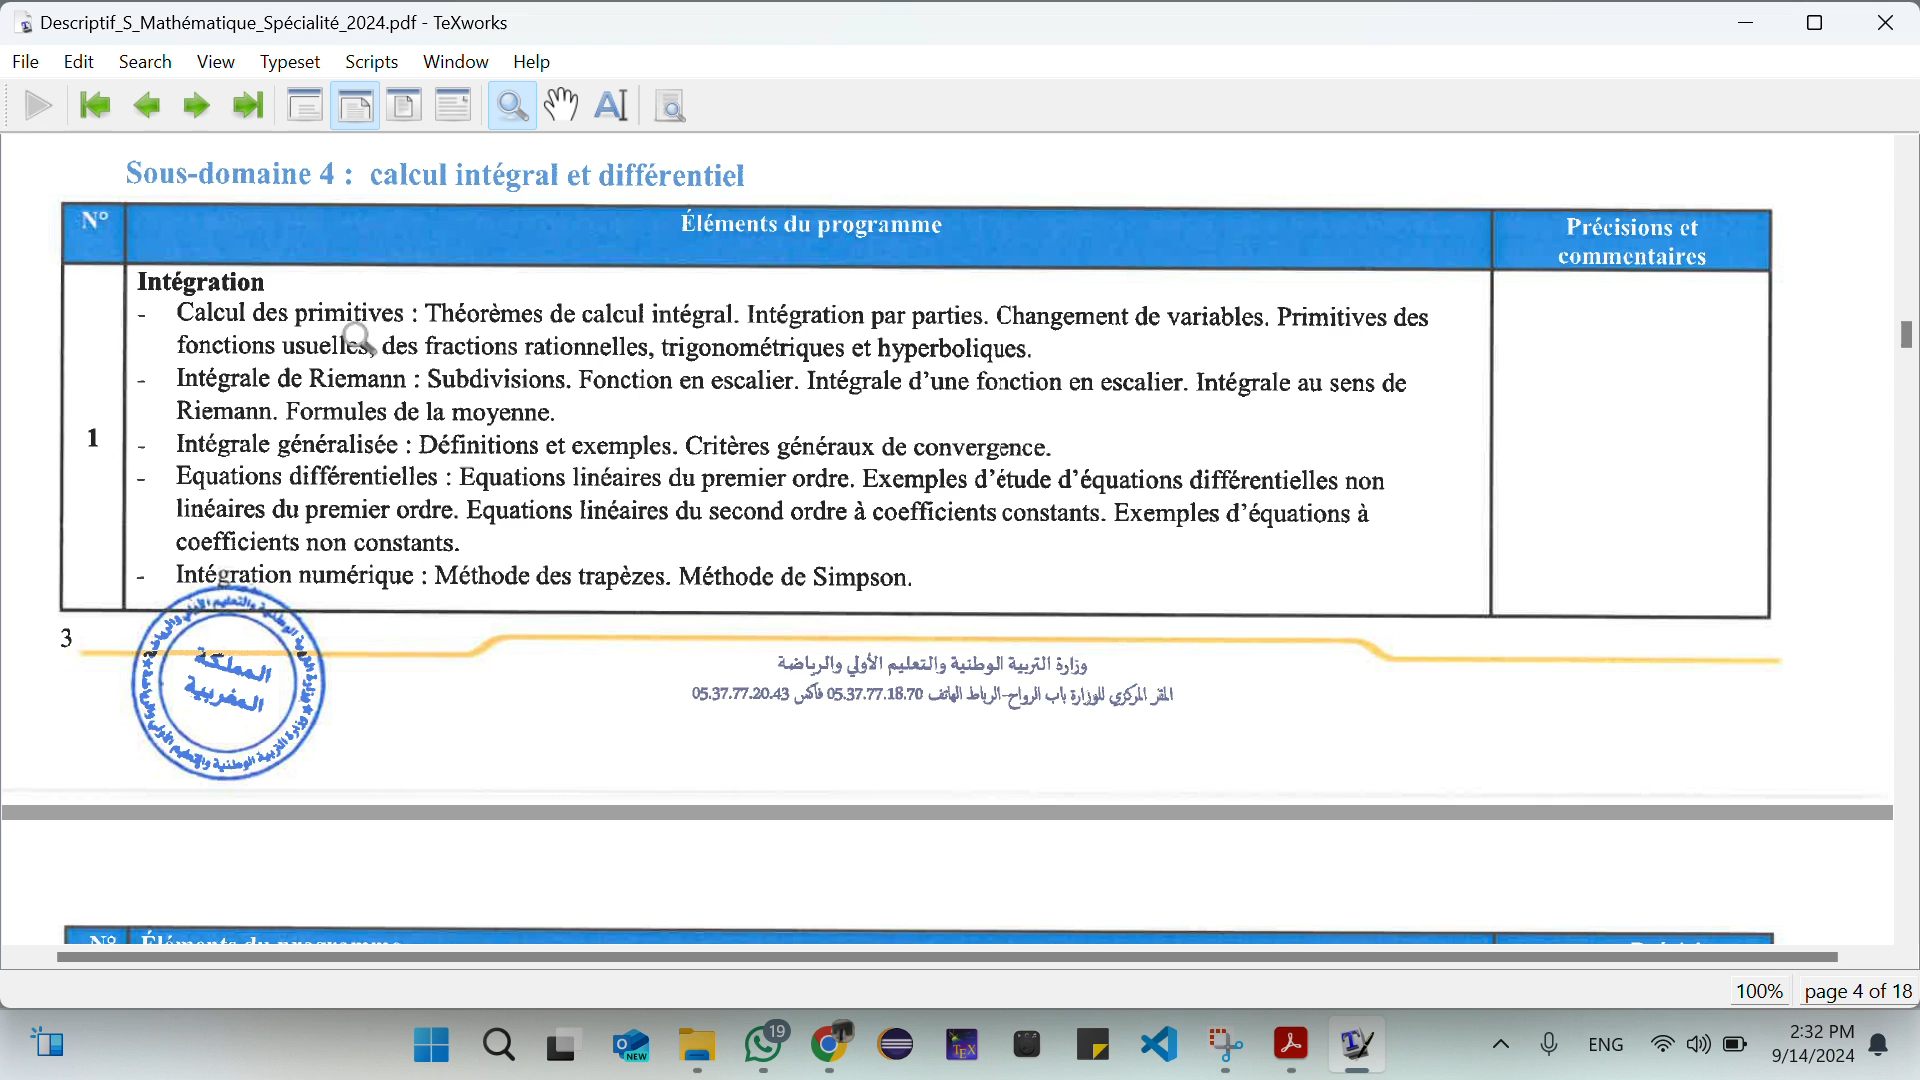 Descriptif_S_Mathématique_Spécialité_2024.pdf - TeXworks
File Edit Search View Typeset Scripts Window Help
Sous-domaine 4 : calcul intégral et différentiel
N° Éléments du programme Précisions et
commentaires
Intégration
- Calcul des primitives : Théorèmes de calcul intégral. Intégration par parties. Changement de variables. Primitives des
fonctions usuelles, des fractions rationnelles, trigonométriques et hyperboliques.
- Intégrale de Riemann : Subdivisions. Fonction en escalier. Intégrale d'une fonction en escalier. Intégrale au sens de
Riemann. Formules de la moyenne.
1
- Intégrale généralisée : Définitions et exemples. Critères généraux de convergence.
- Equations différentielles : Equations linéaires du premier ordre. Exemples d'étude d'équations différentielles non
linéaires du premier ordre. Equations linéaires du second ordre à coefficients constants. Exemples d'équations à
coefficients non constants.
- Intégration numérique : Méthode des trapèzes. Méthode de Simpson.
3
المملكة
المغربية
وزارة التربية الوطنية والتعليم الأولي والرياضة
المقر المركزي للوزارة باب الرواح-الرباط الهاتف 05.37.77.18.70 فاكس 05.37.77.20.43
N° Éléments du programme
100% page 4 of 18
19
NEW
TEX
ENG
2:32 PM
9/14/2024